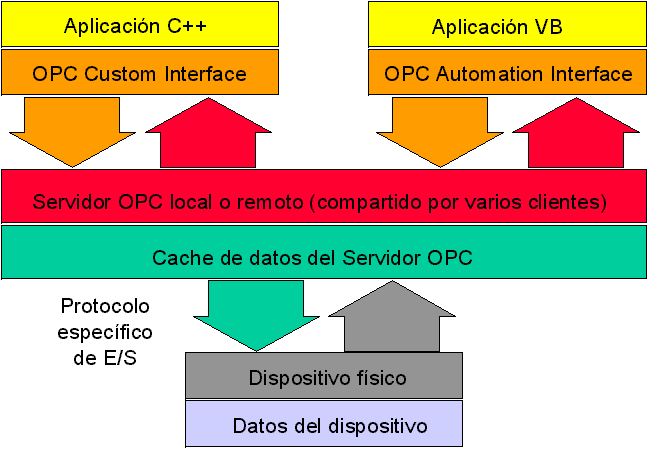 Aplicación C++
Aplicación VB
OPC Custom Interface
OPC Automation Interface
Servidor OPC local o remoto (compartido por varios clientes)
Cache de datos del Servidor OPC
Protocolo
específico
de E/S
Dispositivo físico
Datos del dispositivo